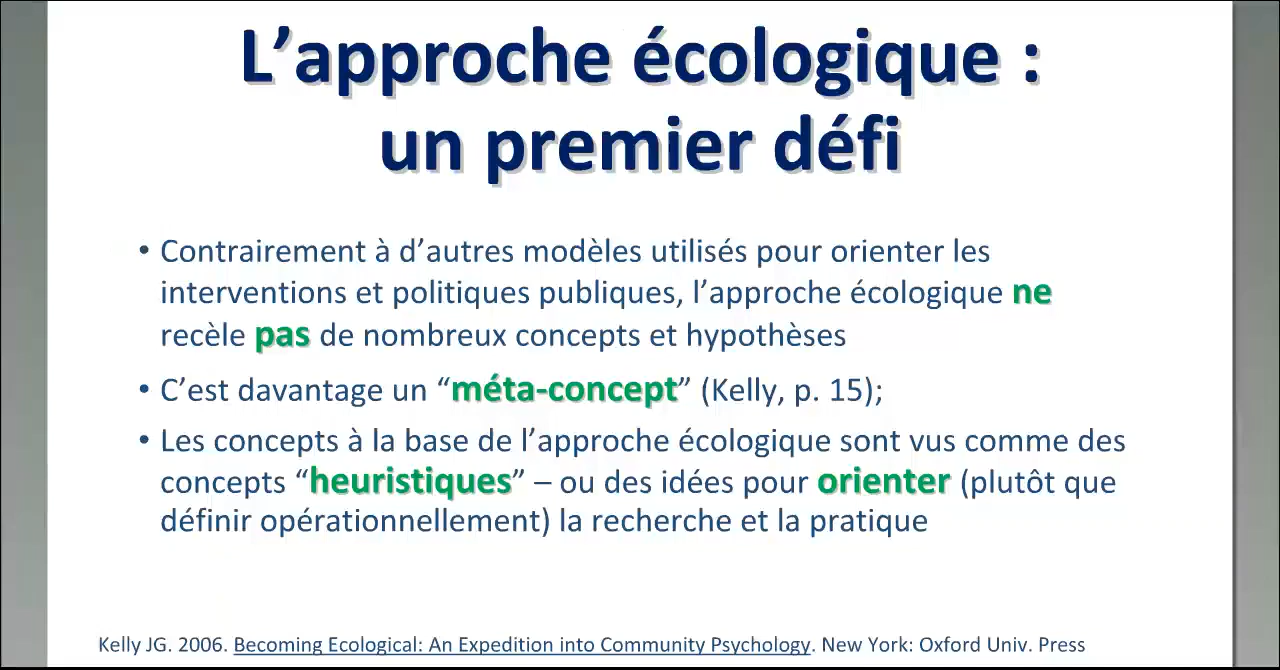 L’approche écologique :
un premier défi
• Contrairement à d’autres modèles utilisés pour orienter les
interventions et politiques publiques, l’approche écologique ne
recèle pas de nombreux concepts et hypothèses
• C’est davantage un “méta-concept” (Kelly, p. 15);
• Les concepts à la base de l’approche écologique sont vus comme des
concepts “heuristiques” – ou des idées pour orienter (plutôt que
définir opérationnellement) la recherche et la pratique
Kelly JG. 2006. Becoming Ecological: An Expedition into Community Psychology. New York: Oxford Univ. Press